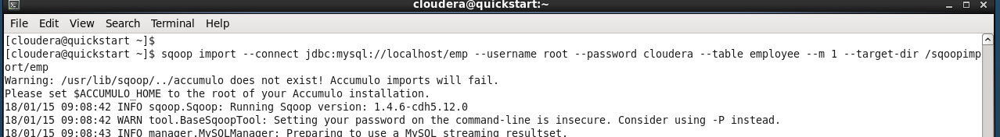 cloudera@quickstart:~
File Edit View Search Terminal Help
[cloudera@quickstart ~]$
[cloudera@quickstart ~]$ sqoop import --connect jdbc:mysql://localhost/emp --username root --password cloudera --table employee --m 1 --target-dir /sqoopimp
ort/emp
Warning: /usr/lib/sqoop/../accumulo does not exist! Accumulo imports will fail.
Please set $ACCUMULO_HOME to the root of your Accumulo installation.
18/01/15 09:08:42 INFO sqoop.Sqoop: Running Sqoop version: 1.4.6-cdh5.12.0
18/01/15 09:08:42 WARN tool.BaseSqoopTool: Setting your password on the command-line is insecure. Consider using -P instead.
18/01/15 09:08:43 INFO manager.MySQLManager: Preparing to use a MySQL streaming resultset.